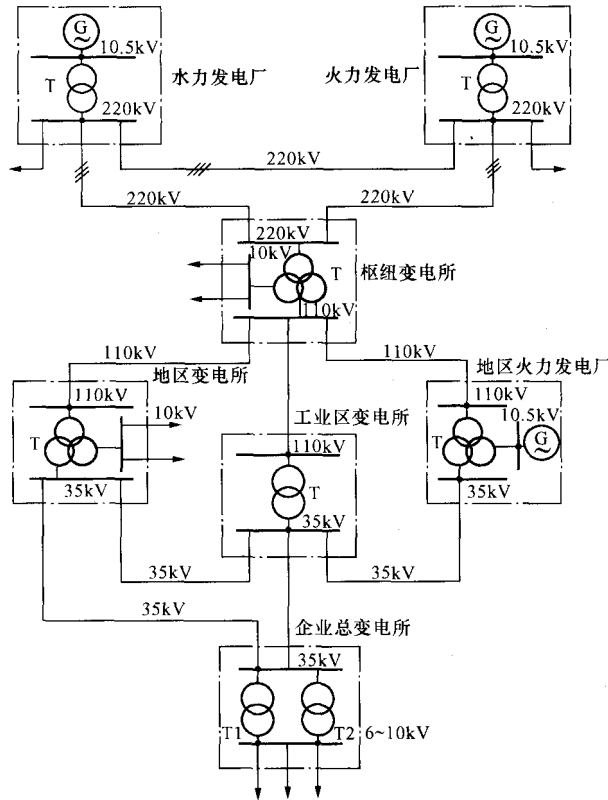 G
10.5kV
T
220kV
水力发电厂
火力发电厂
G
10.5kV
T
220kV
220kV
220kV
220kV
220kV
10kV
T
枢纽变电所
110kV
110kV
地区变电所
110kV
地区火力发电厂
110kV
10kV
T
35kV
工业区变电所
110kV
T
35kV
110kV
10.5kV
G
T
35kV
35kV
35kV
35kV
企业总变电所
35kV
T1
T2
6~10kV